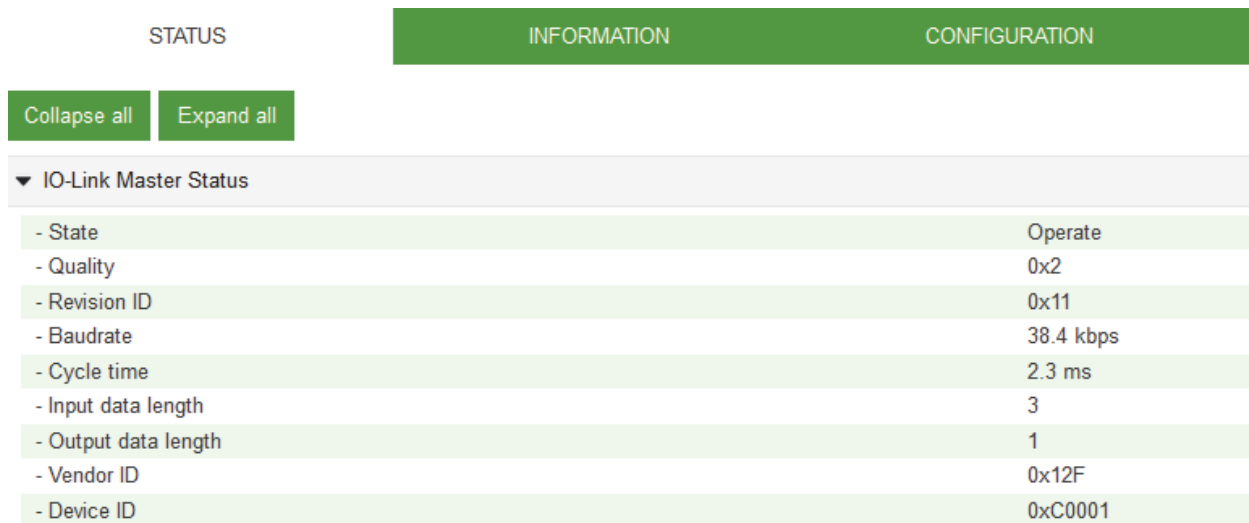 STATUS INFORMATION CONFIGURATION
Collapse all Expand all
IO-Link Master Status
- State Operate
- Quality 0x2
- Revision ID 0x11
- Baudrate 38.4 kbps
- Cycle time 2.3 ms
- Input data length 3
- Output data length 1
- Vendor ID 0x12F
- Device ID 0xC0001